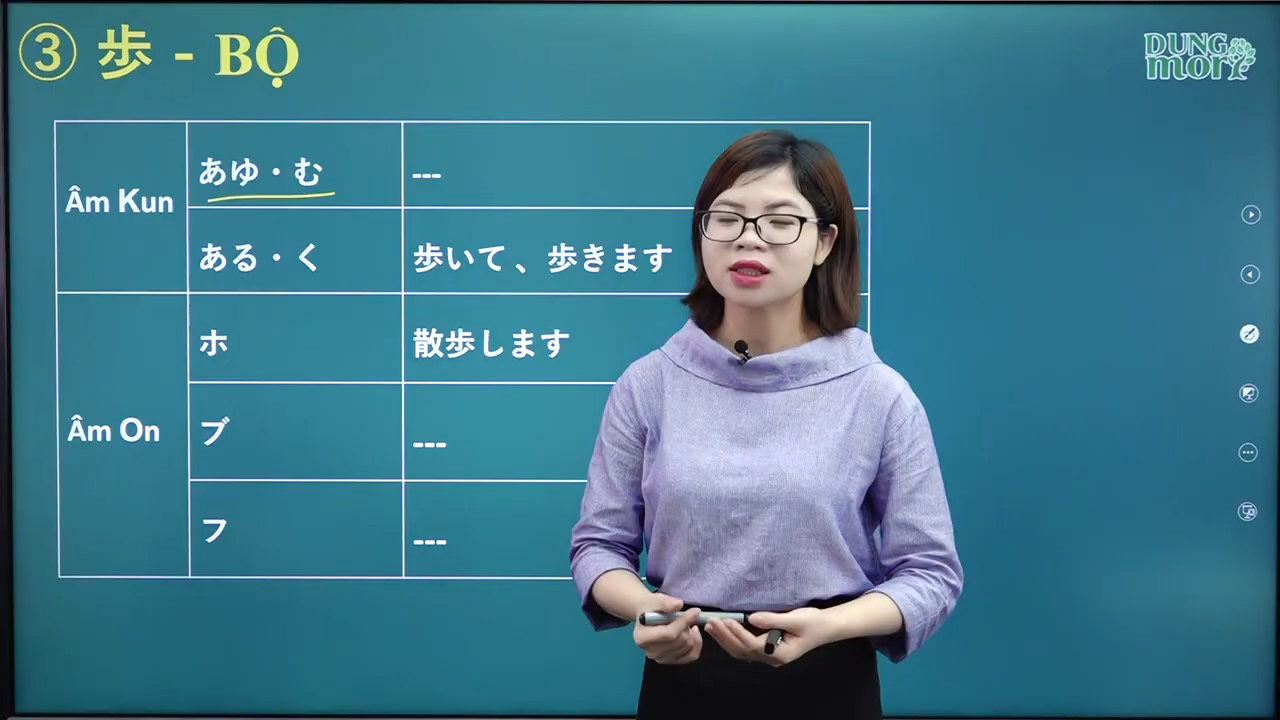 ③ 歩 - BỘ
DUNG
mori
Âm Kun
あゆ・む
---
ある・く
歩いて、歩きます
Âm On
ホ
散歩します
ブ
---
フ
---